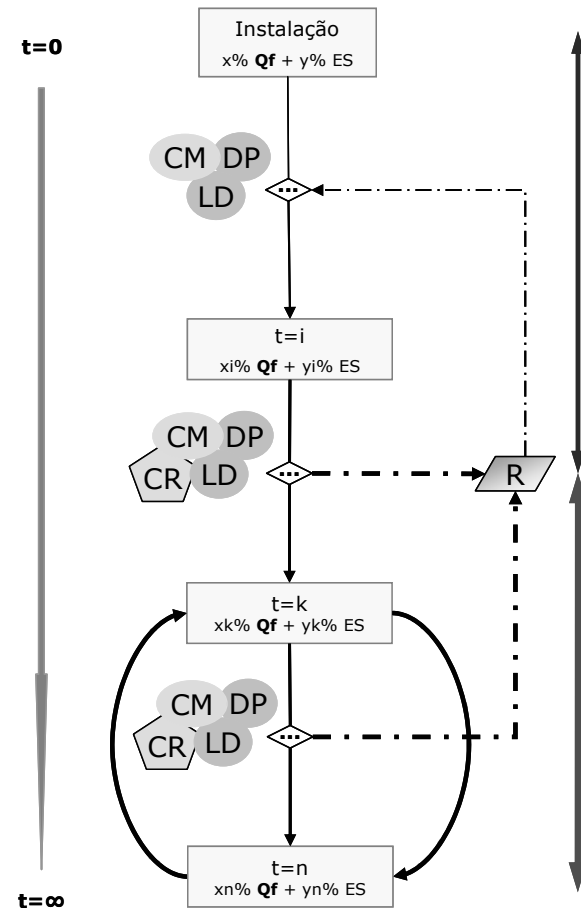 Instalação
x% Qf + y% ES
t=0
CM DP
LD
...
t=i
xi% Qf + yi% ES
CM DP
CR LD
...
R
t=k
xk% Qf + yk% ES
CM DP
CR LD
...
t=n
xn% Qf + yn% ES
t=∞